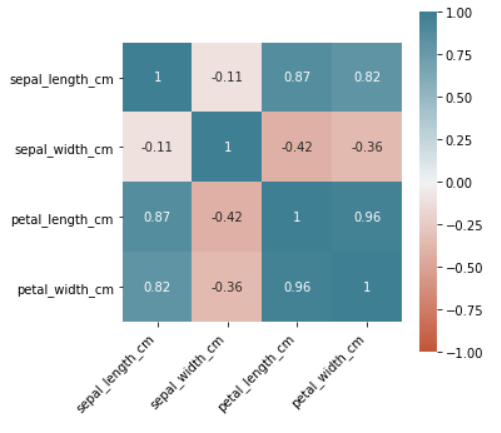 sepal_length_cm 1 -0.11 0.87 0.82
sepal_width_cm -0.11 1 -0.42 -0.36
petal_length_cm 0.87 -0.42 1 0.96
petal_width_cm 0.82 -0.36 0.96 1
sepal_length_cm
sepal_width_cm
petal_length_cm
petal_width_cm
1.00
0.75
0.50
0.25
0.00
-0.25
-0.50
-0.75
-1.00